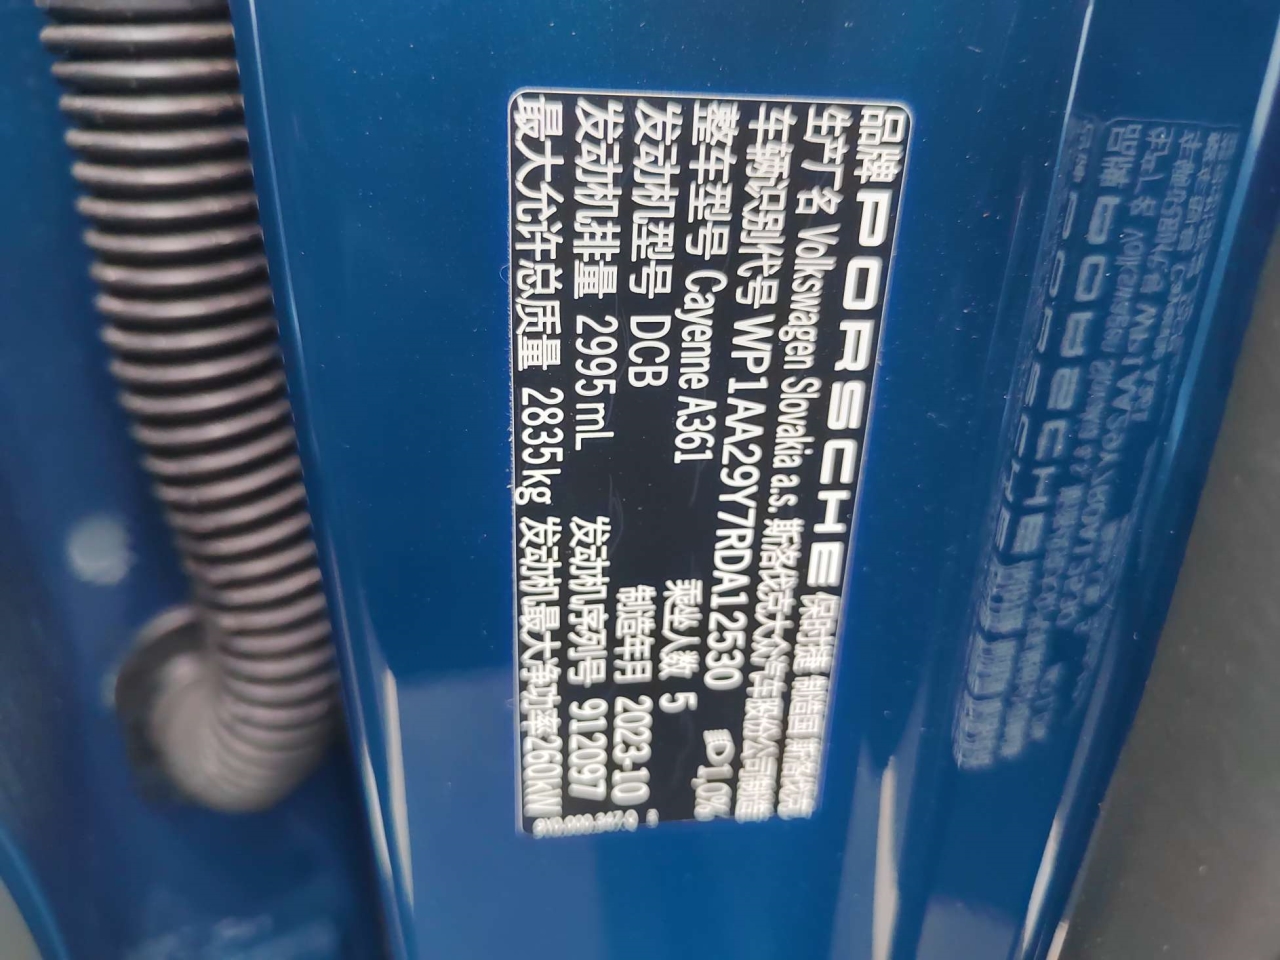 品牌 PORSCHE 保时捷 制造国 斯洛伐克
生产厂名 Volkswagen Slovakia a.s. 斯洛伐克大众汽车股份公司制造
车辆识别代号 WP1AA29Y7RDA12530 1,0%
整车型号 Cayenne A361 乘坐人数 5
发动机型号 DCB 制造年月 2023-10
发动机排量 2995mL 发动机序列号 912097
最大允许总质量 2835kg 发动机最大净功率260kW